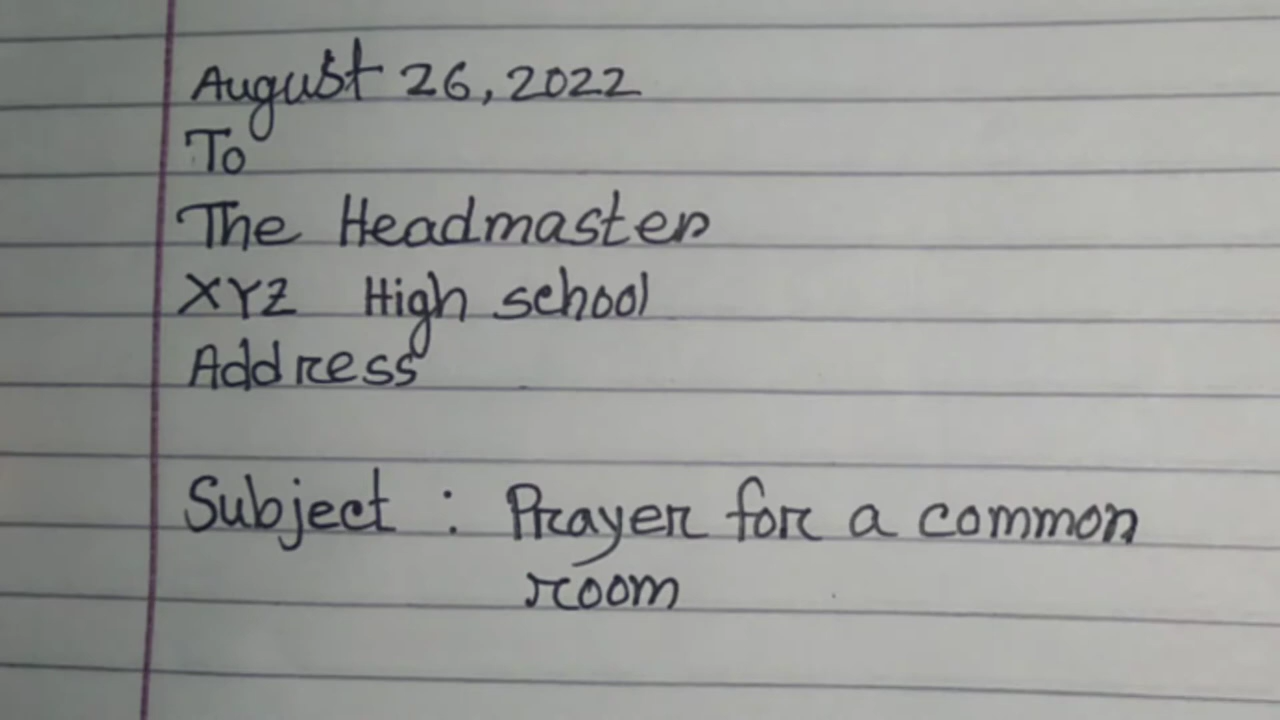 August 26, 2022
To
The Headmaster
XYZ High school
Address
Subject : Prayer for a common
room